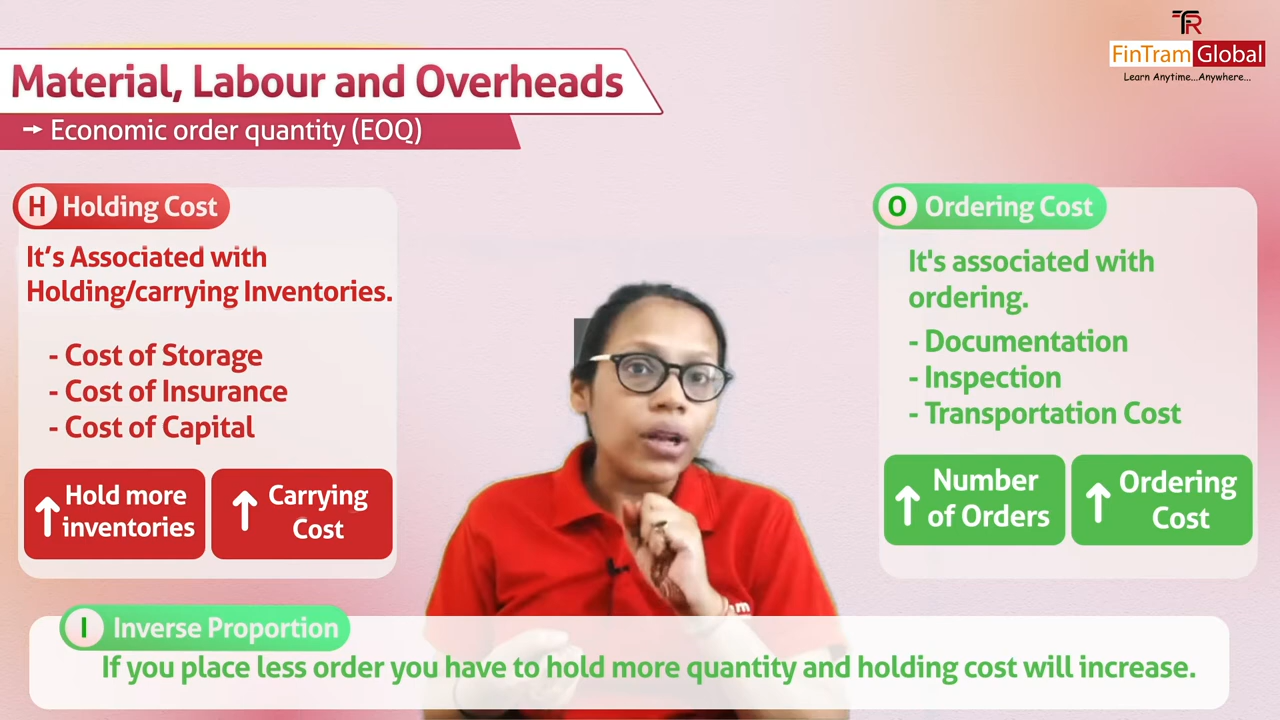 TR
FinTram Global
Learn Anytime...Anywhere...
Material, Labour and Overheads
→ Economic order quantity (EOQ)
H Holding Cost
It's Associated with
Holding/carrying Inventories.
- Cost of Storage
- Cost of Insurance
- Cost of Capital
↑ Hold more
inventories
↑ Carrying
Cost
O Ordering Cost
It's associated with
ordering.
- Documentation
- Inspection
- Transportation Cost
↑ Number
of Orders
↑ Ordering
Cost
I Inverse Proportion
If you place less order you have to hold more quantity and holding cost will increase.